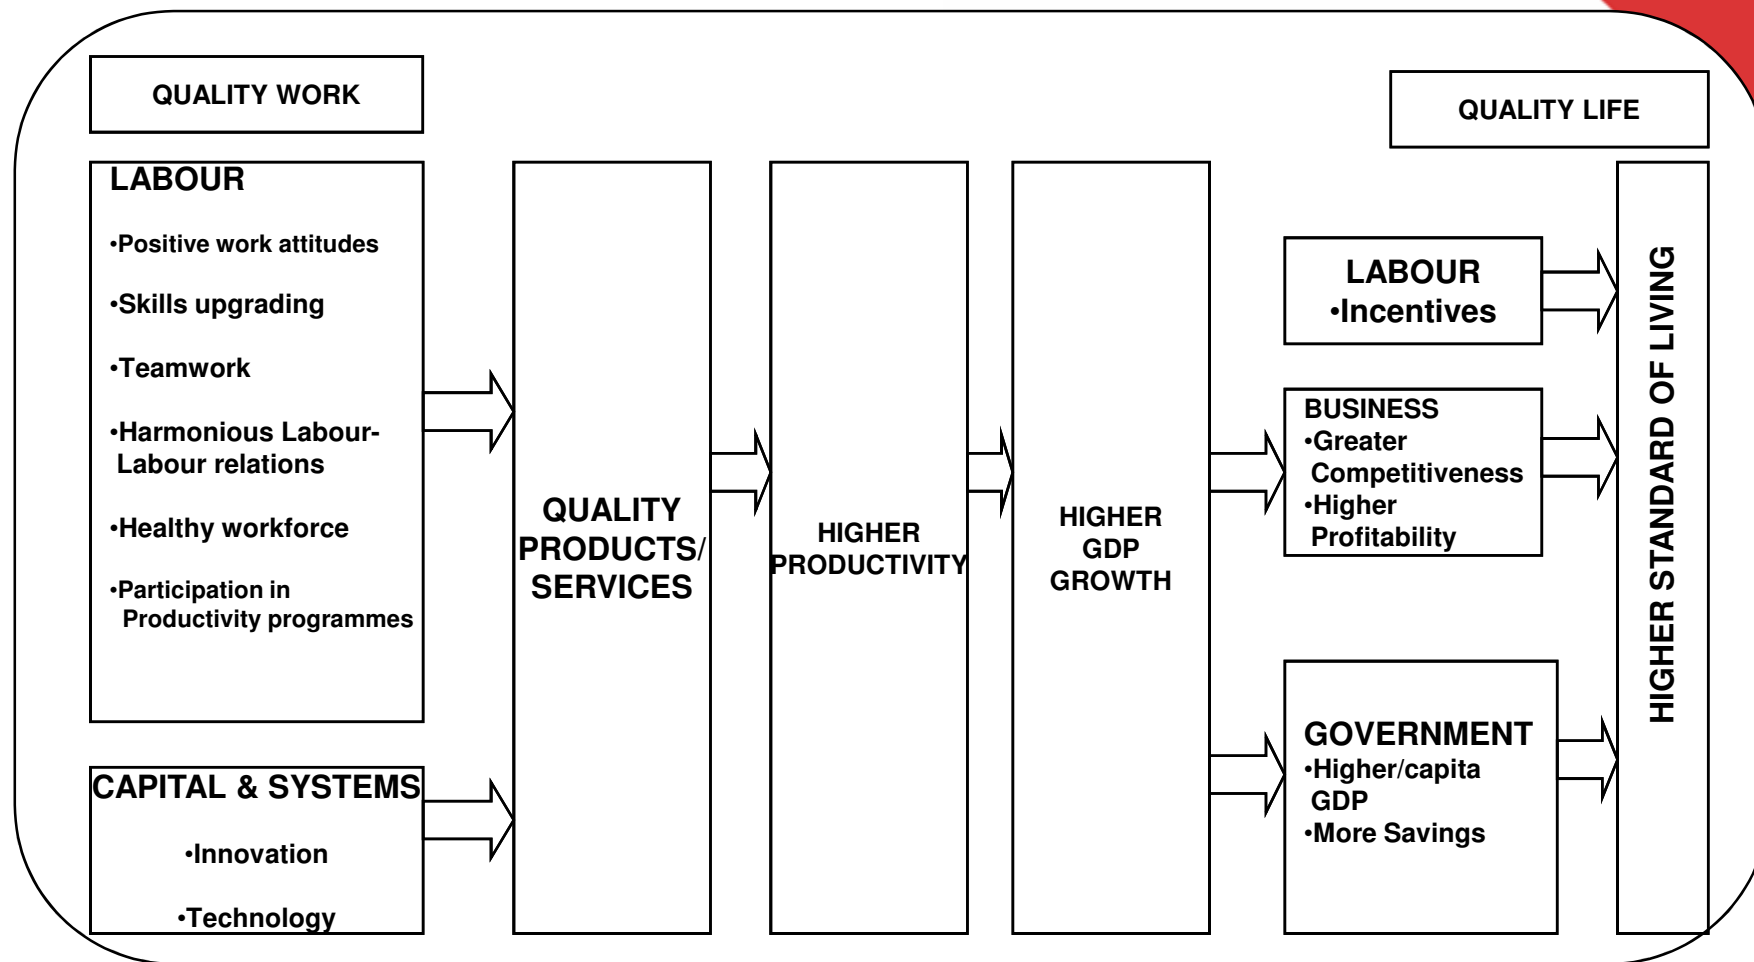 QUALITY WORK
QUALITY LIFE
LABOUR
•Positive work attitudes
•Skills upgrading
•Teamwork
•Harmonious Labour-
Labour relations
•Healthy workforce
•Participation in
Productivity programmes
CAPITAL & SYSTEMS
•Innovation
•Technology
QUALITY
PRODUCTS/
SERVICES
HIGHER
PRODUCTIVITY
HIGHER
GDP
GROWTH
LABOUR
•Incentives
BUSINESS
•Greater
Competitiveness
•Higher
Profitability
GOVERNMENT
•Higher/capita
GDP
•More Savings
HIGHER STANDARD OF LIVING